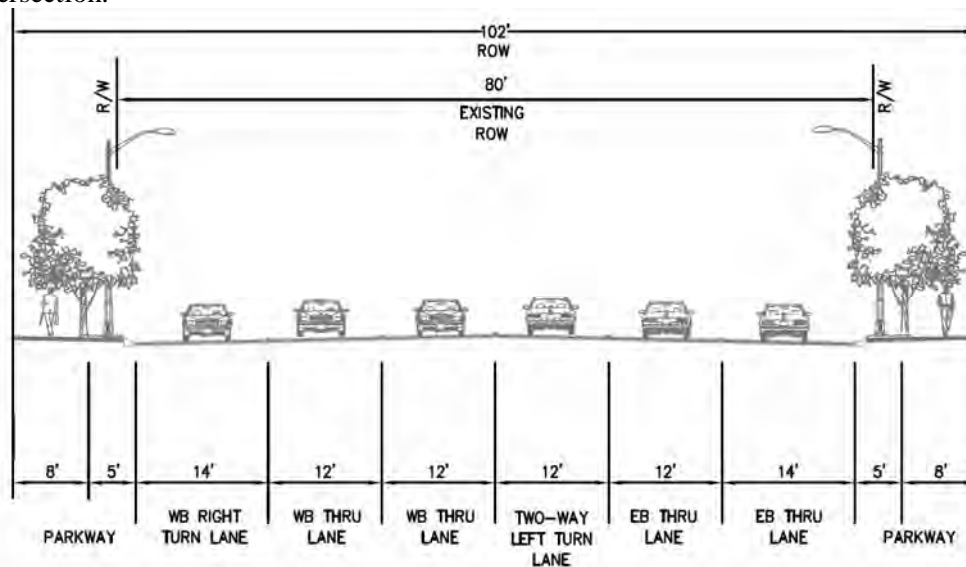 ersection.
102'
ROW
80'
EXISTING
ROW
R/W
R/W
8'
5'
14'
12'
12'
12'
12'
14'
5'
8'
PARKWAY
WB RIGHT
TURN LANE
WB THRU
LANE
WB THRU
LANE
TWO-WAY
LEFT TURN
LANE
EB THRU
LANE
EB THRU
LANE
PARKWAY